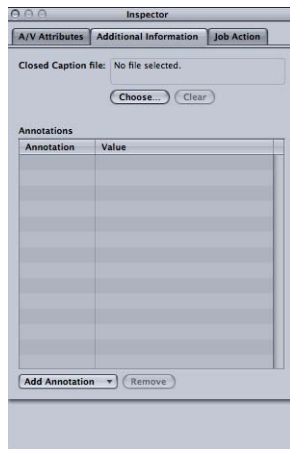 Inspector
A/V Attributes Additional Information Job Action
Closed Caption file: No file selected.
Choose... Clear
Annotations
Annotation Value
Add Annotation Remove